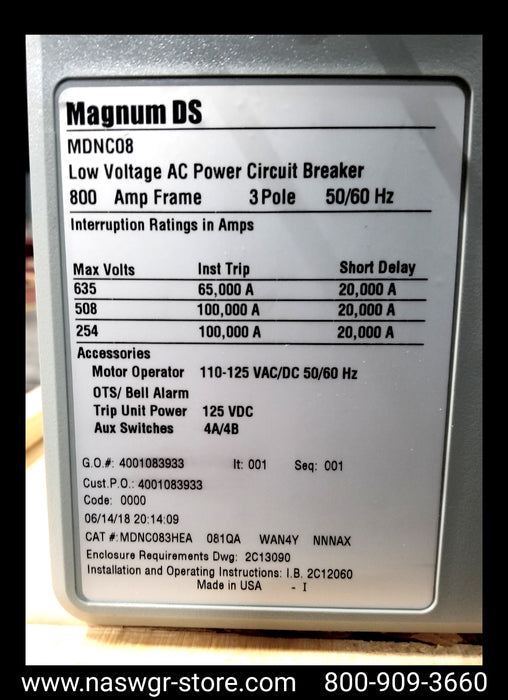 Magnum DS
MDNC08
Low Voltage AC Power Circuit Breaker
800 Amp Frame 3 Pole 50/60 Hz
Interruption Ratings in Amps
Max Volts Inst Trip Short Delay
635 65,000 A 20,000 A
508 100,000 A 20,000 A
254 100,000 A 20,000 A
Accessories
Motor Operator 110-125 VAC/DC 50/60 Hz
OTS/ Bell Alarm
Trip Unit Power 125 VDC
Aux Switches 4A/4B
G.O.#: 4001083933 It: 001 Seq: 001
Cust.P.O.: 4001083933
Code: 0000
06/14/18 20:14:09
CAT #:MDNC083HEA 081QA WAN4Y NNNAX
Enclosure Requirements Dwg: 2C13090
Installation and Operating Instructions: I.B. 2C12060
Made in USA - I
www.naswgr-store.com 800-909-3660